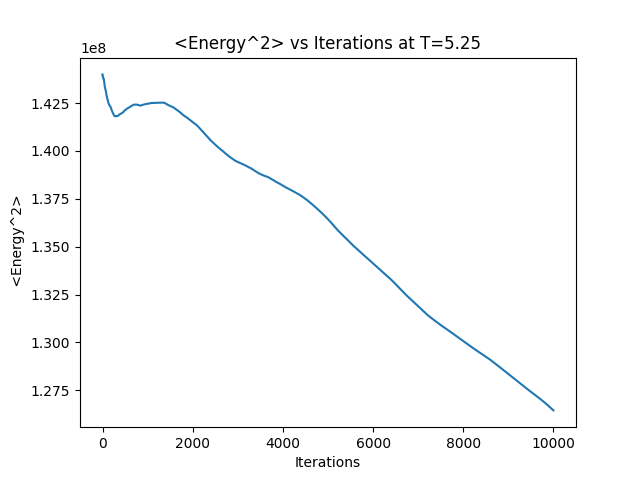 <Energy^2> vs Iterations at T=5.25
1e8
1.425
1.400
1.375
1.350
1.325
1.300
1.275
<Energy^2>
0 2000 4000 6000 8000 10000
Iterations